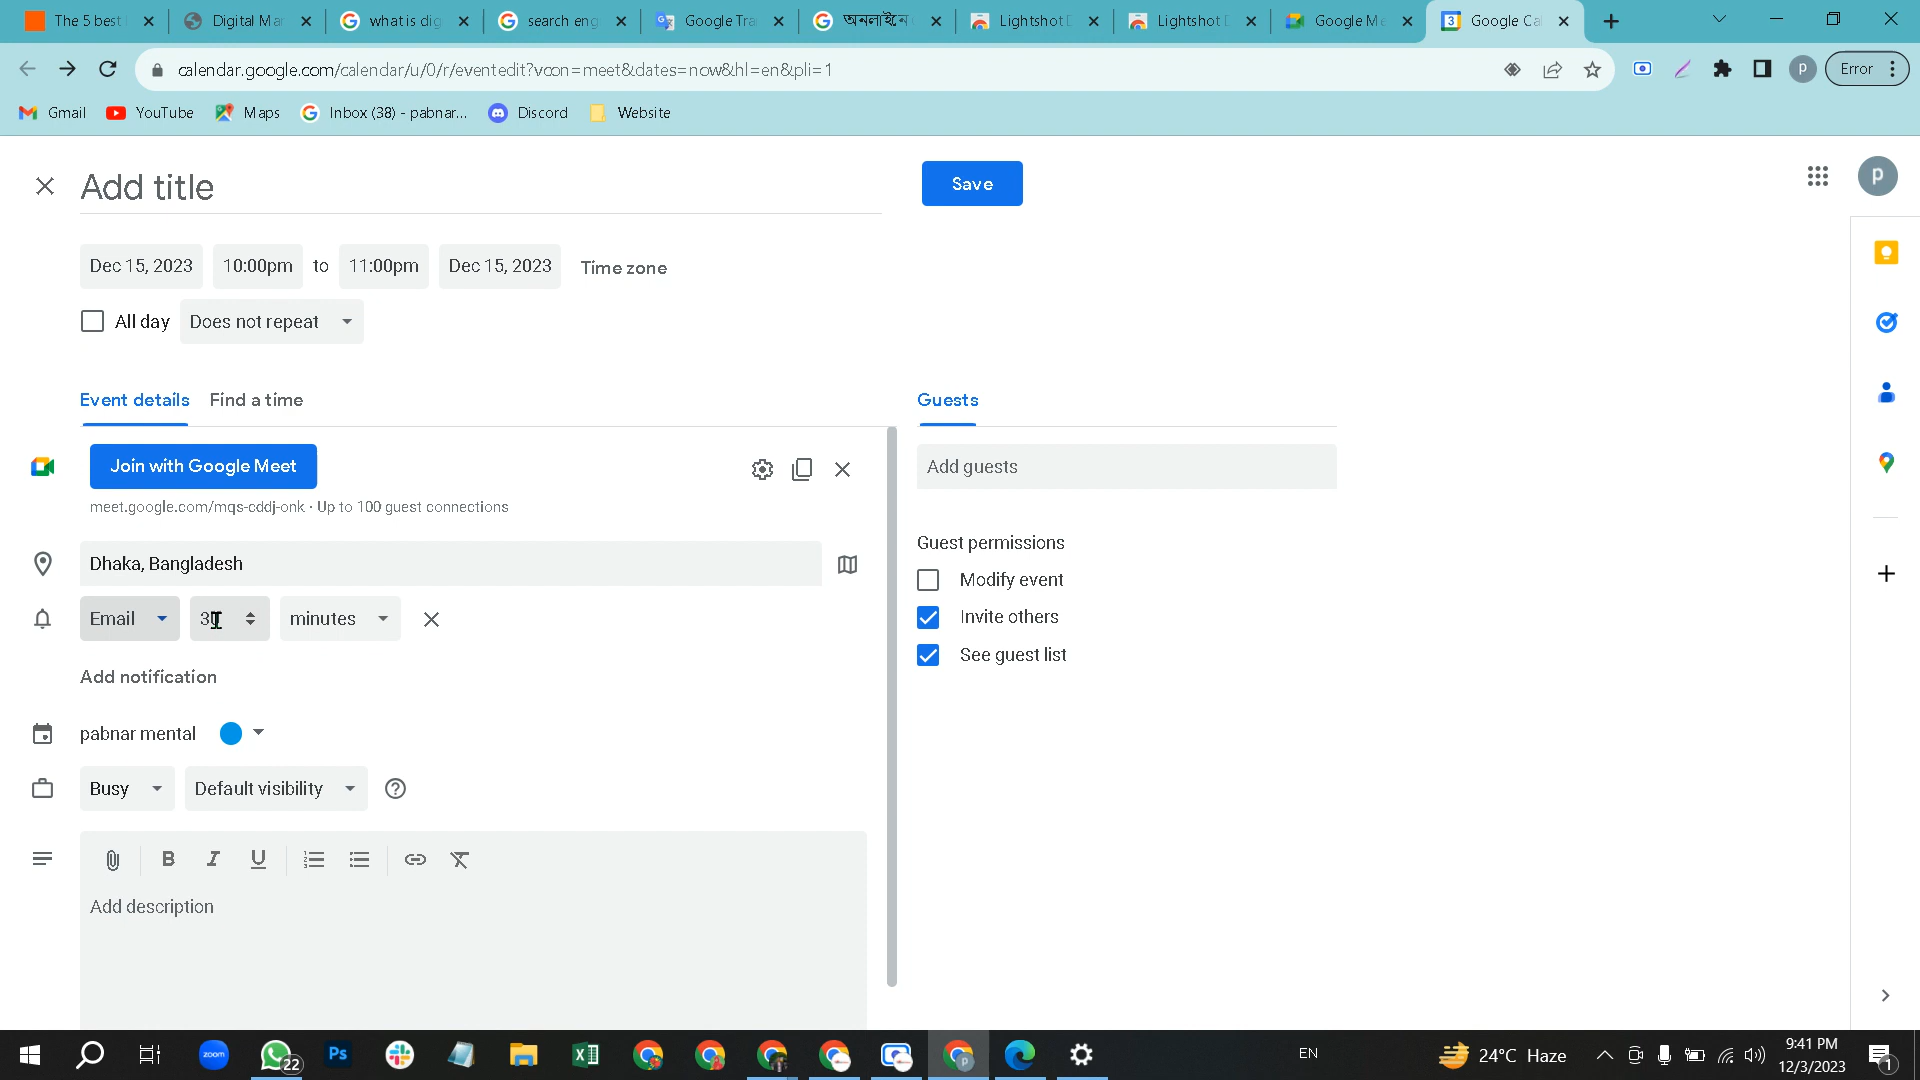 The 5 best
Digital Mar
what is dig
search eng
Google Tra
অনলাইনে
Lightshot
Lightshot
Google Me
Google Cal
calendar.google.com/calendar/u/0/r/eventedit?vcon=meet&dates=now&hl=en&pli=1
P
Error
Gmail
YouTube
Maps
Inbox (38) - pabnar...
Discord
Website
Add title
Save
p
Dec 15, 2023 10:00pm to 11:00pm Dec 15, 2023 Time zone
All day Does not repeat
Event details Find a time
Guests
Join with Google Meet
Add guests
meet.google.com/mqs-cddj-onk · Up to 100 guest connections
Guest permissions
Dhaka, Bangladesh
Modify event
Email 30 minutes
Invite others
See guest list
Add notification
pabnar mental
Busy Default visibility
B I U
Add description
zoom
22
Ps
EN
24°C Haze
9:41 PM
12/3/2023
1